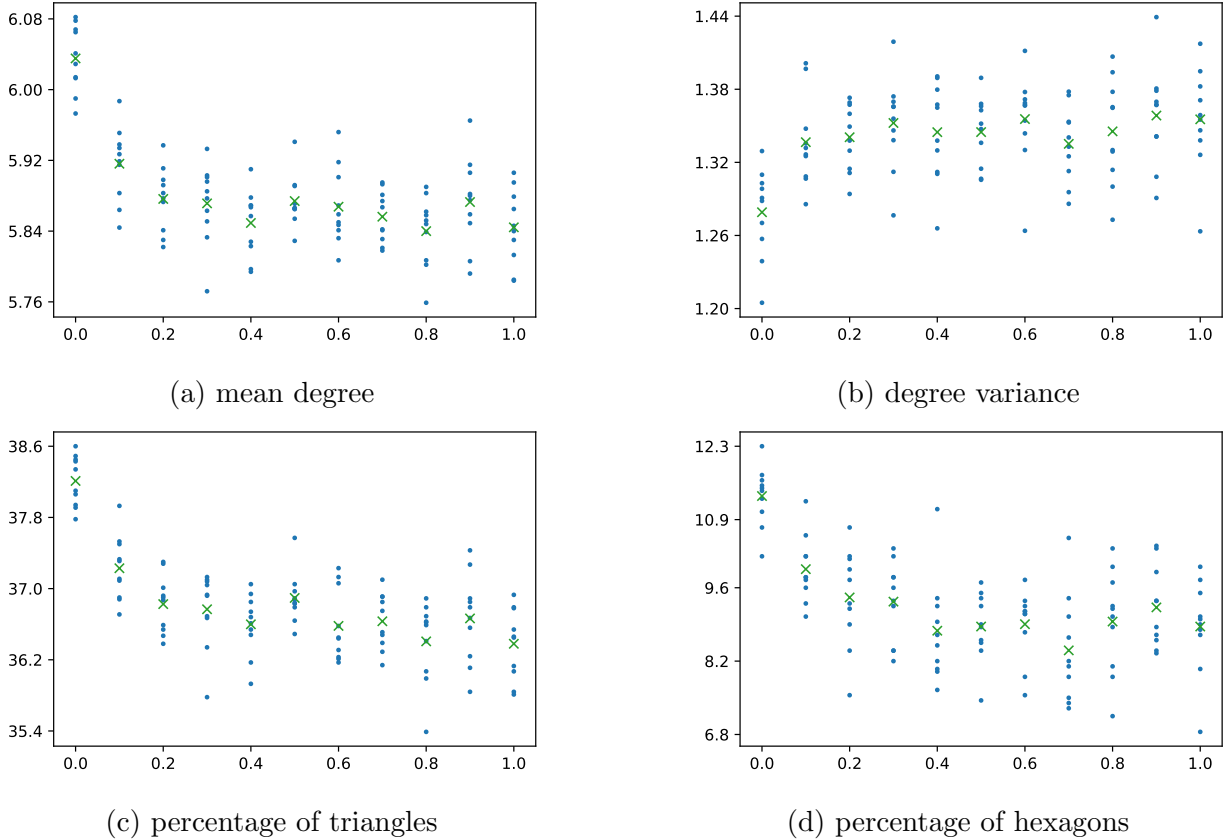 6.08
6.00
5.92
5.84
5.76
0.0 0.2 0.4 0.6 0.8 1.0
(a) mean degree
1.44
1.38
1.32
1.26
1.20
0.0 0.2 0.4 0.6 0.8 1.0
(b) degree variance
38.6
37.8
37.0
36.2
35.4
0.0 0.2 0.4 0.6 0.8 1.0
(c) percentage of triangles
12.3
10.9
9.6
8.2
6.8
0.0 0.2 0.4 0.6 0.8 1.0
(d) percentage of hexagons